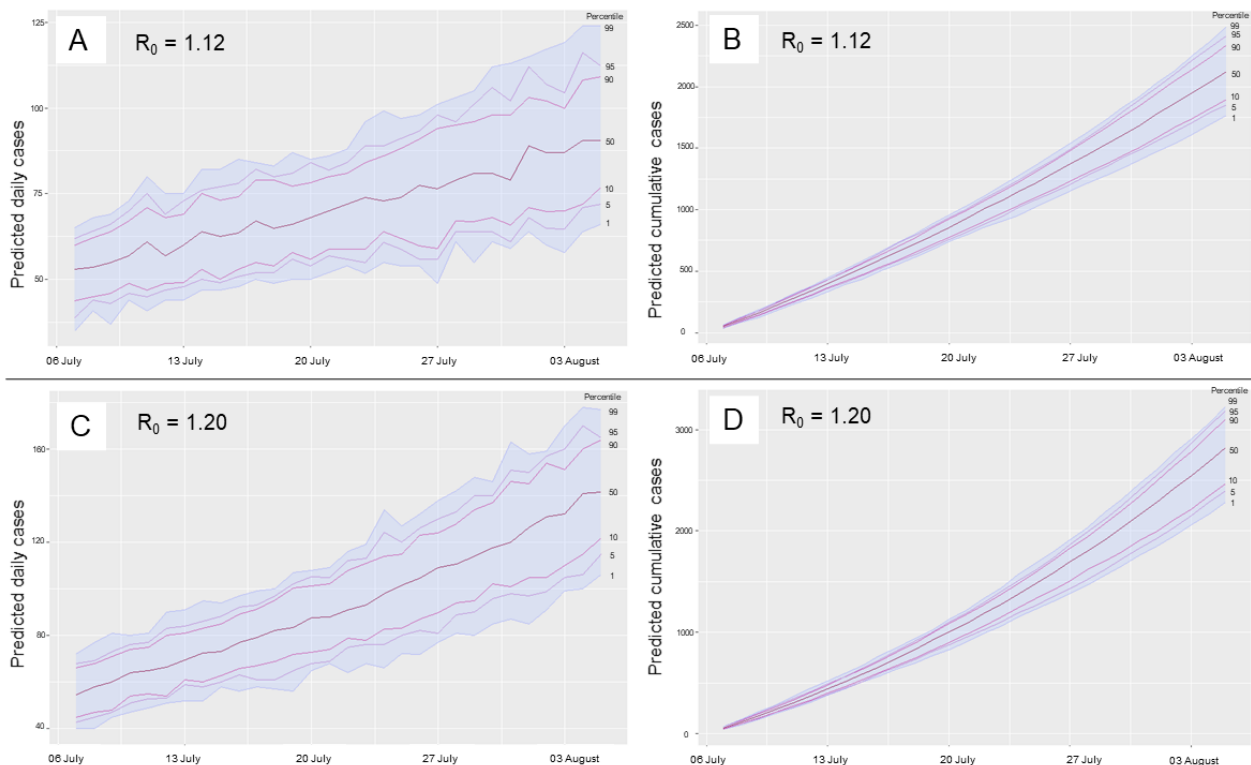 A
R0 = 1.12
Percentile
99
95
90
50
10
5
1
125
100
75
50
Predicted daily cases
06 July
13 July
20 July
27 July
03 August
B
R0 = 1.12
Percentile
99
95
90
50
10
5
1
2500
2000
1500
1000
500
0
Predicted cumulative cases
06 July
13 July
20 July
27 July
03 August
C
R0 = 1.20
Percentile
99
95
90
50
10
5
1
160
120
80
40
Predicted daily cases
06 July
13 July
20 July
27 July
03 August
D
R0 = 1.20
Percentile
99
95
90
50
10
5
1
3000
2000
1000
0
Predicted cumulative cases
06 July
13 July
20 July
27 July
03 August